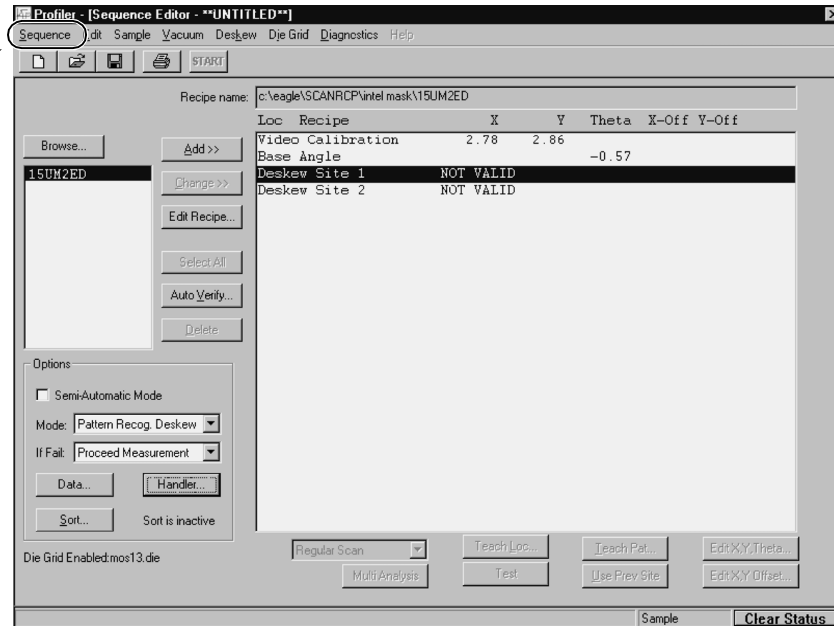 Profiler - [Sequence Editor - **UNTITLED**]
Sequence Edit Sample Vacuum Deskew Die Grid Diagnostics Help
START
Recipe name: c:\eagle\SCANRCP\intel mask\15UM2ED
Loc Recipe X Y Theta X-Off Y-Off
Browse...
Add >>
Video Calibration 2.78 2.86
Base Angle -0.57
15UM2ED
Change >>
Deskew Site 1 NOT VALID
Deskew Site 2 NOT VALID
Edit Recipe...
Select All
Auto Verify...
Delete
Options
Semi-Automatic Mode
Mode: Pattern Recog. Deskew
If Fail: Proceed Measurement
Data... Handler...
Sort... Sort is inactive
Die Grid Enabled:mos13.die
Regular Scan Teach Loc... Teach Pat... Edit X,Y,Theta...
Multi Analysis Test Use Prev Site Edit X,Y Offset...
Sample Clear Status